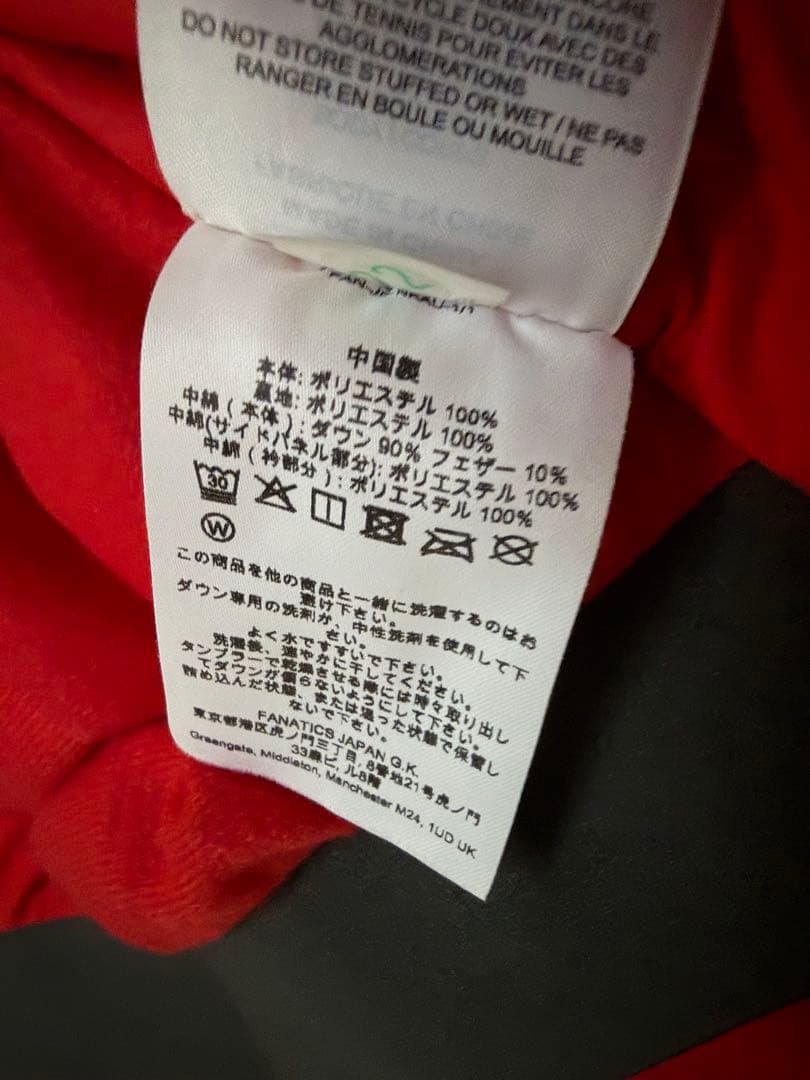 CYCLE DOUX AVEC DES
DE TENNIS POUR EVITER LES
AGGLOMERATIONS
DO NOT STORE STUFFED OR WET / NE PAS
RANGER EN BOULE OU MOUILLE
中国製
本体: ポリエステル 100%
裏地: ポリエステル 100%
中綿 ( 本体 ): ダウン 90% フェザー 10%
中綿(サイドパネル部分): ポリエステル 100%
中綿 ( 衿部分 ): ポリエステル 100%
30
W
この商品を他の商品と一緒に洗濯するのはお
避け下さい。
ダウン専用の洗剤か、中性洗剤を使用して下
さい。
よく水ですすいで下さい。
洗濯後、速やかに干してください。
タンブラーで乾燥させる際には時々取り出し
てダウンが偏らないようにして下さい。
詰め込んだ状態、または湿った状態で保管し
ないで下さい。
FANATICS JAPAN G.K.
東京都港区虎ノ門三丁目, 8番地21号虎ノ門
33森ビル8階
Greengate, Middleton, Manchester M24, 1UD UK